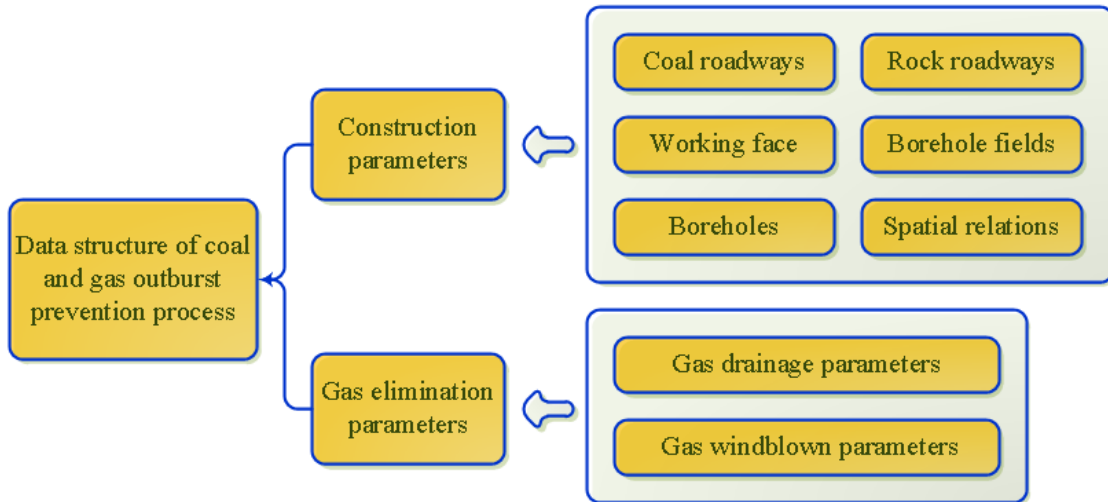 Data structure of coal
and gas outburst
prevention process
Construction
parameters
Coal roadways
Rock roadways
Working face
Borehole fields
Boreholes
Spatial relations
Gas elimination
parameters
Gas drainage parameters
Gas windblown parameters